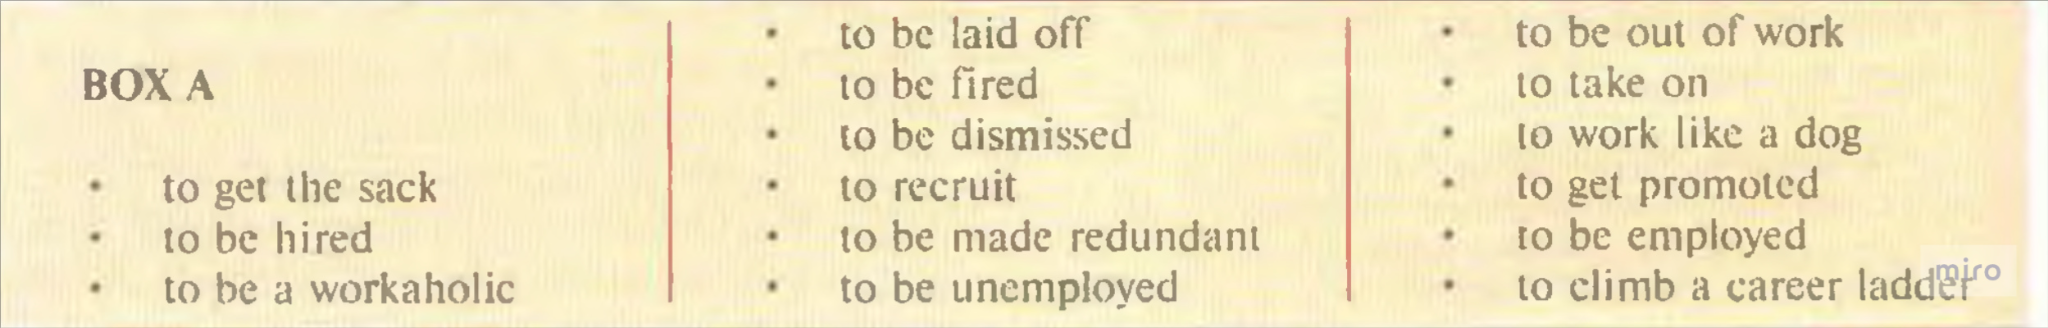 BOX A
• to get the sack
• to be hired
• to be a workaholic
• to be laid off
• to be fired
• to be dismissed
• to recruit
• to be made redundant
• to be unemployed
• to be out of work
• to take on
• to work like a dog
• to get promoted
• to be employed
• to climb a career ladder
miro